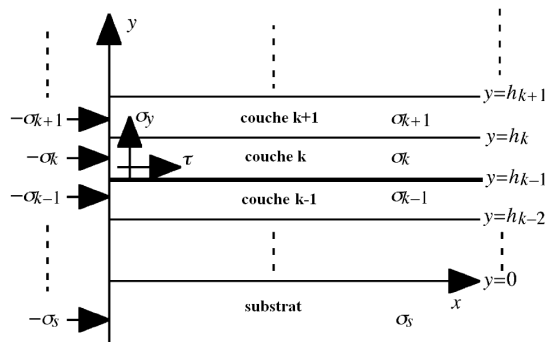 y
y=hk+1
−σk+1 σy couche k+1 σk+1
y=hk
−σk τ couche k σk
y=hk−1
−σk−1 couche k-1 σk−1
y=hk−2
y=0
x
substrat
−σs σs